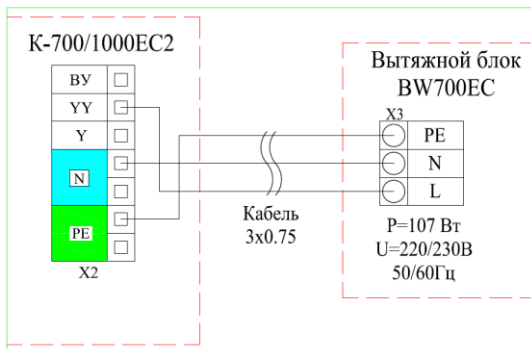 К-700/1000ЕС2
ВУ
YY
Y
N
PE
X2
Кабель
3x0.75
Вытяжной блок
BW700EC
X3
PE
N
L
P=107 Вт
U=220/230В
50/60Гц